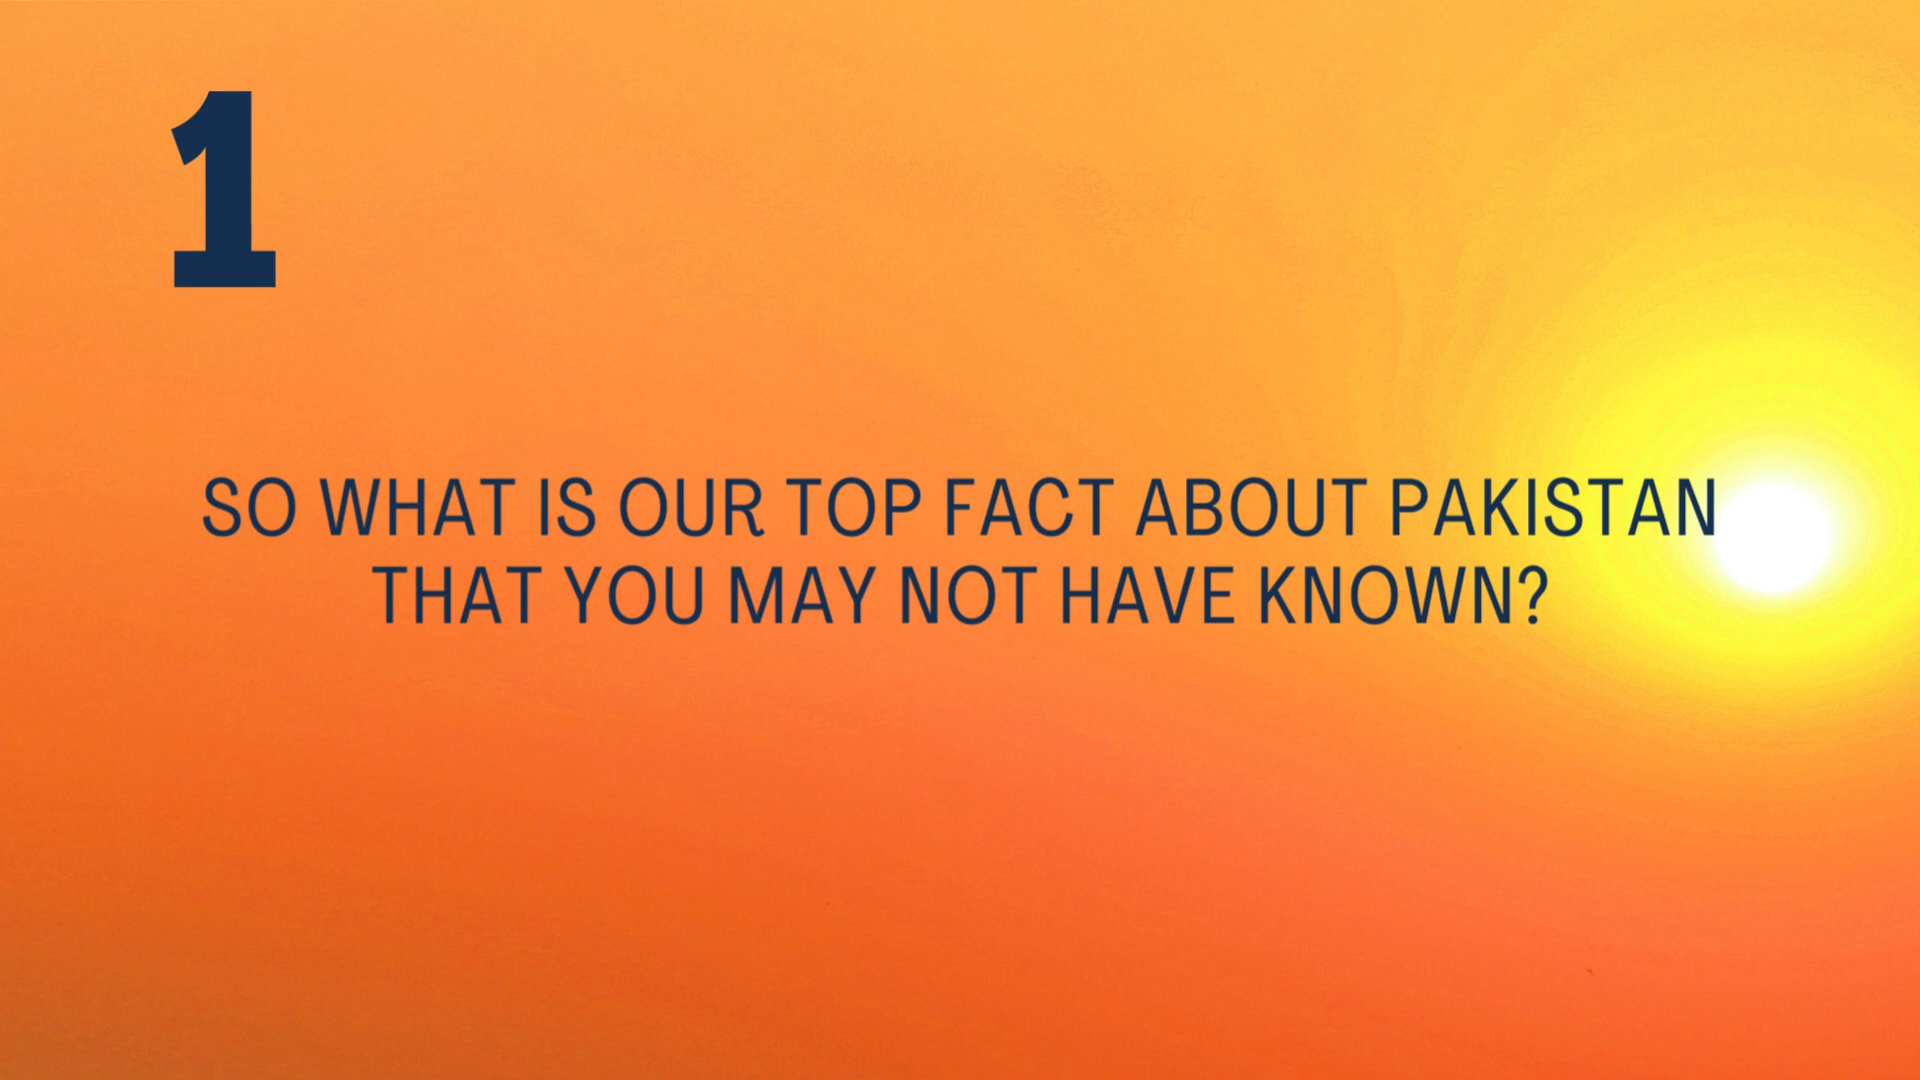 1
SO WHAT IS OUR TOP FACT ABOUT PAKISTAN
THAT YOU MAY NOT HAVE KNOWN?